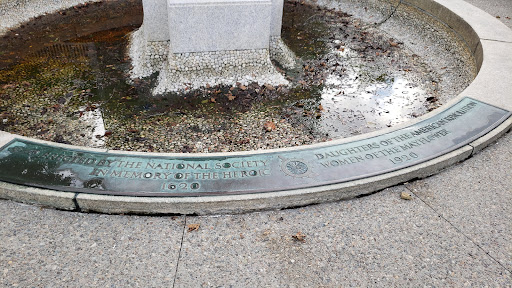 BY THE NATIONAL SOCIETY
IN MEMORY OF THE HEROIC
1620
DAUGHTERS OF THE AMERICAN REVOLUTION
WOMEN OF THE MAYFLOWER
1920